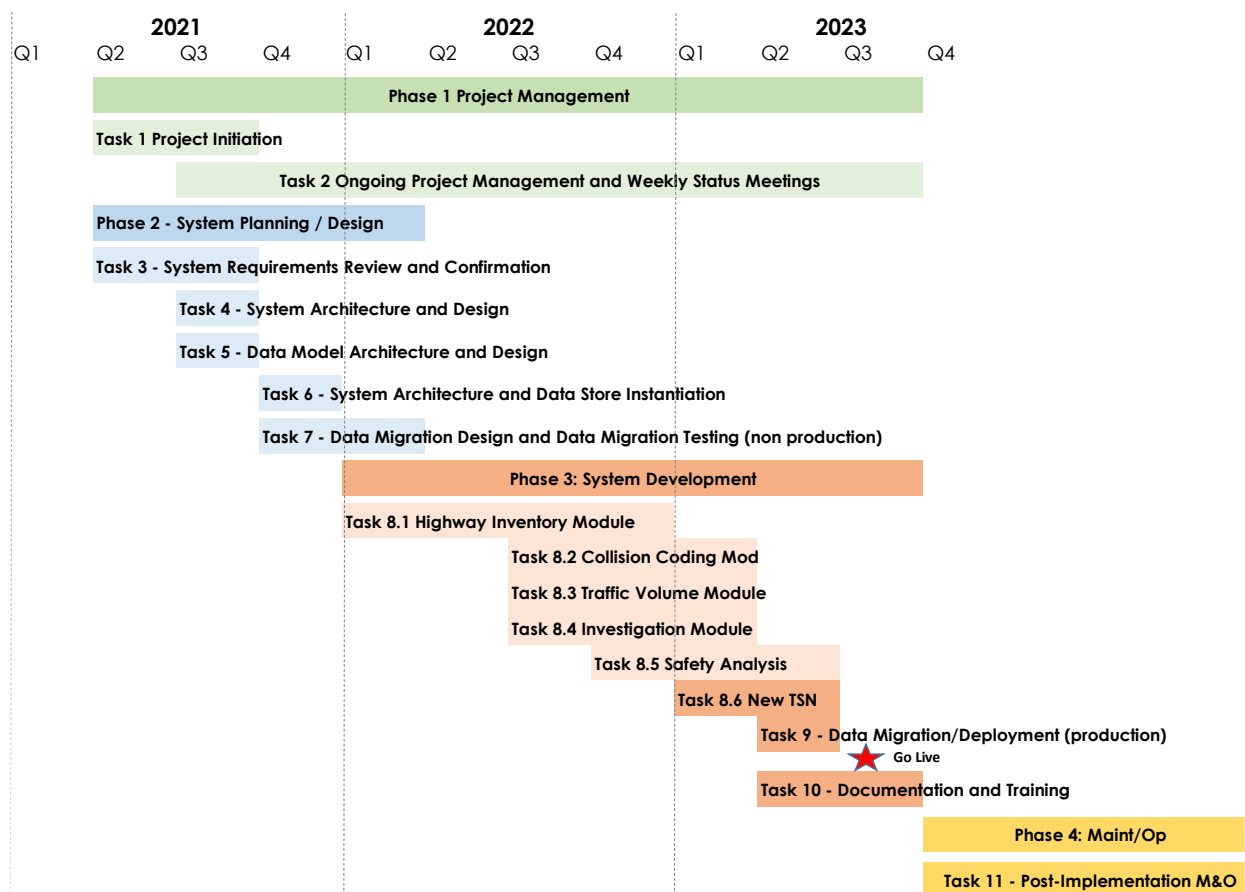 2021 2022 2023
Q1 Q2 Q3 Q4 Q1 Q2 Q3 Q4 Q1 Q2 Q3 Q4
Phase 1 Project Management
Task 1 Project Initiation
Task 2 Ongoing Project Management and Weekly Status Meetings
Phase 2 - System Planning / Design
Task 3 - System Requirements Review and Confirmation
Task 4 - System Architecture and Design
Task 5 - Data Model Architecture and Design
Task 6 - System Architecture and Data Store Instantiation
Task 7 - Data Migration Design and Data Migration Testing (non production)
Phase 3: System Development
Task 8.1 Highway Inventory Module
Task 8.2 Collision Coding Mod
Task 8.3 Traffic Volume Module
Task 8.4 Investigation Module
Task 8.5 Safety Analysis
Task 8.6 New TSN
Task 9 - Data Migration/Deployment (production)
Go Live
Task 10 - Documentation and Training
Phase 4: Maint/Op
Task 11 - Post-Implementation M&O